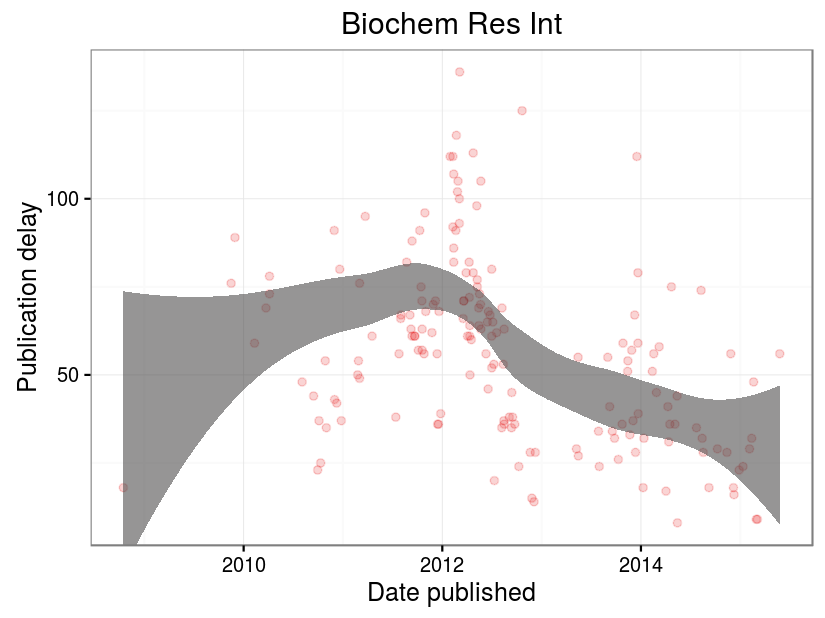 Biochem Res Int
Publication delay
100
50
2010
2012
2014
Date published